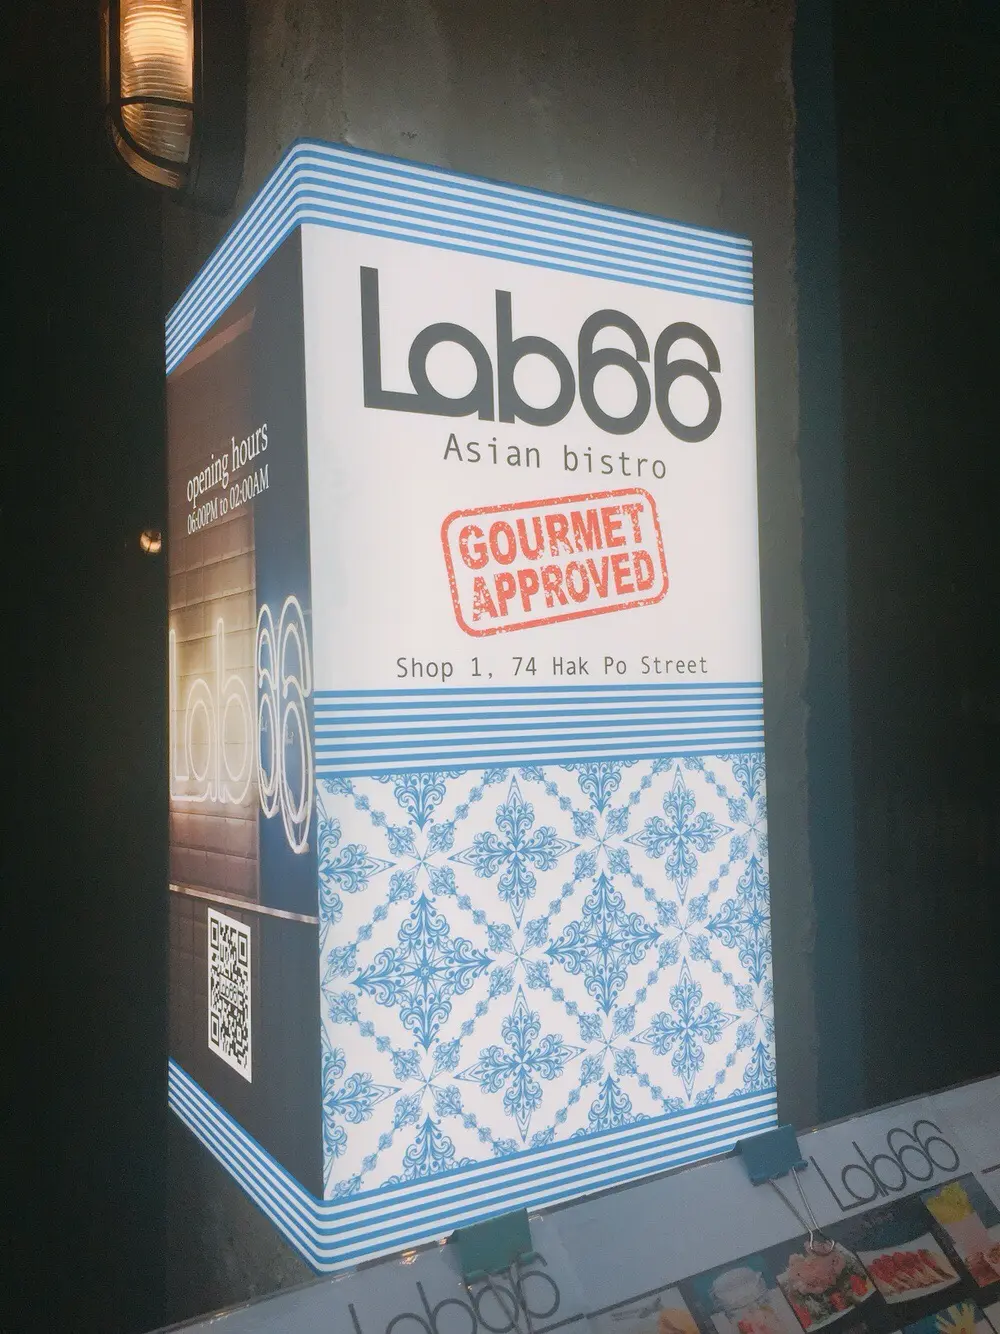 Lab66
Asian bistro
GOURMET
APPROVED
Shop 1, 74 Hak Po Street
opening hours
06:00PM to 02:00AM
Lab66
Lab66
Lab66